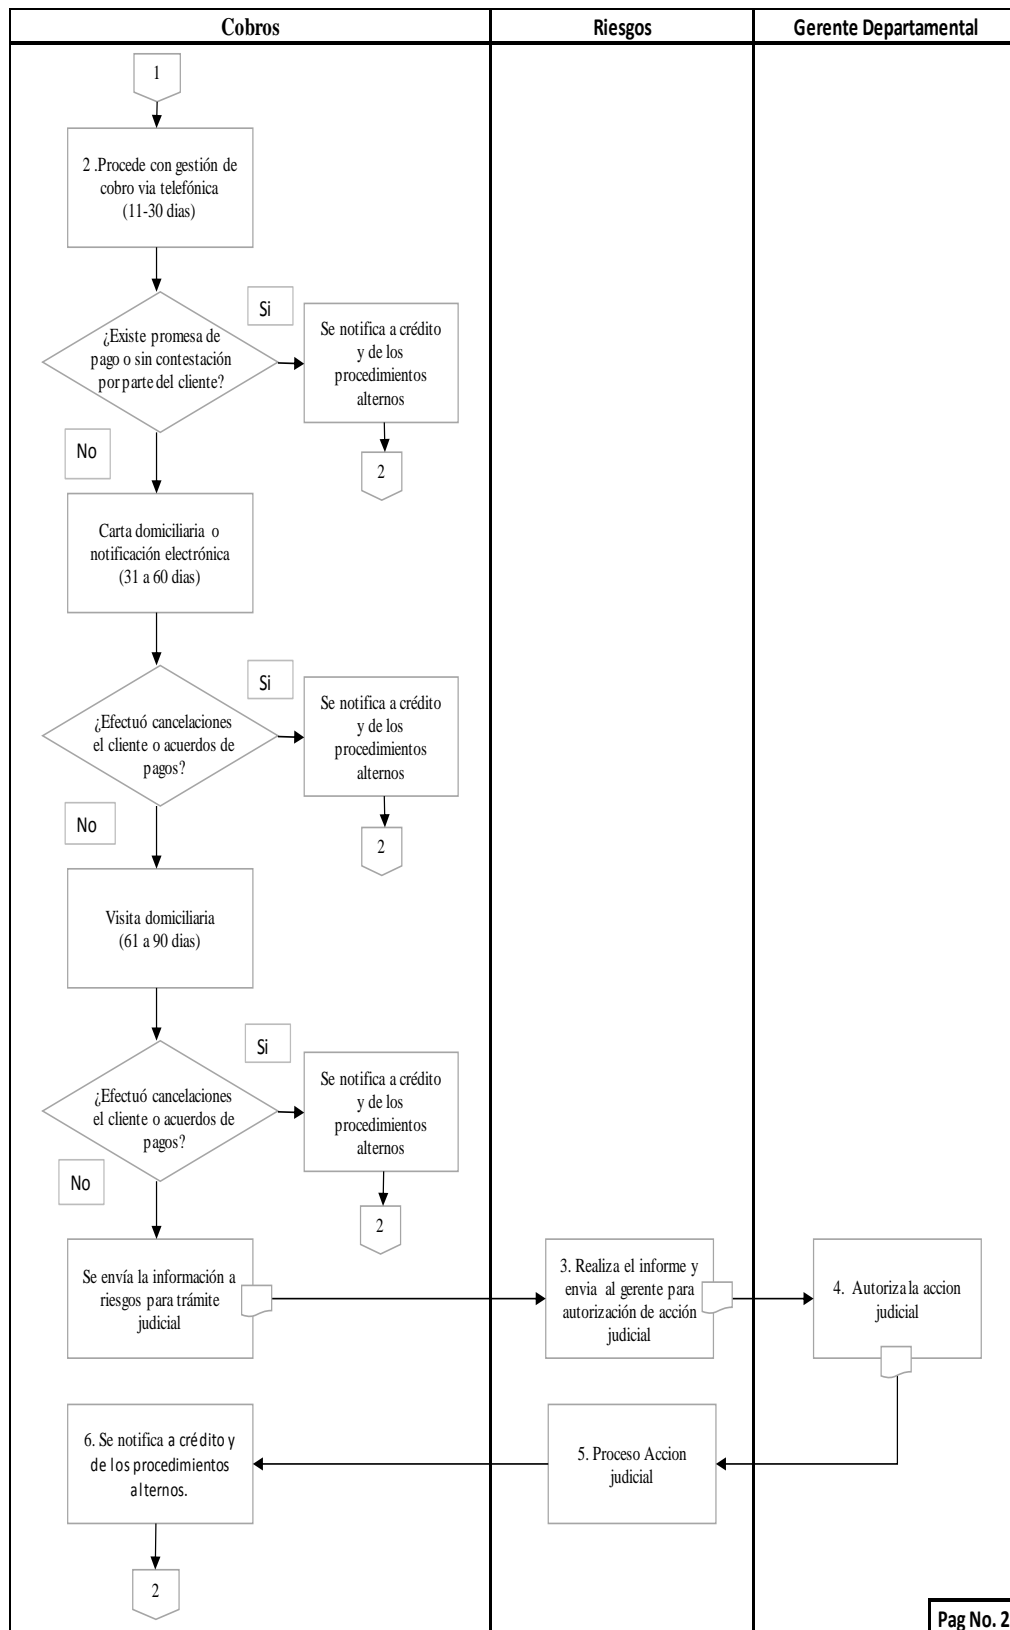 Cobros
Riesgos
Gerente Departamental
1
2 .Procede con gestión de
cobro via telefónica
(11-30 dias)
Si
¿Existe promesa de
pago o sin contestación
por parte del cliente?
Se notifica a crédito
y de los
procedimientos
alternos
No
2
Carta domiciliaria o
notificación electrónica
(31 a 60 dias)
Si
¿Efectuó cancelaciones
el cliente o acuerdos de
pagos?
Se notifica a crédito
y de los
procedimientos
alternos
No
2
Visita domiciliaria
(61 a 90 dias)
Si
¿Efectuó cancelaciones
el cliente o acuerdos de
pagos?
Se notifica a crédito
y de los
procedimientos
alternos
No
2
Se envía la información a
riesgos para trámite
judicial
3. Realiza el informe y
envia al gerente para
autorización de acción
judicial
4. Autoriza la accion
judicial
6. Se notifica a crédito y
de los procedimientos
alternos.
5. Proceso Accion
judicial
2
Pag No. 2